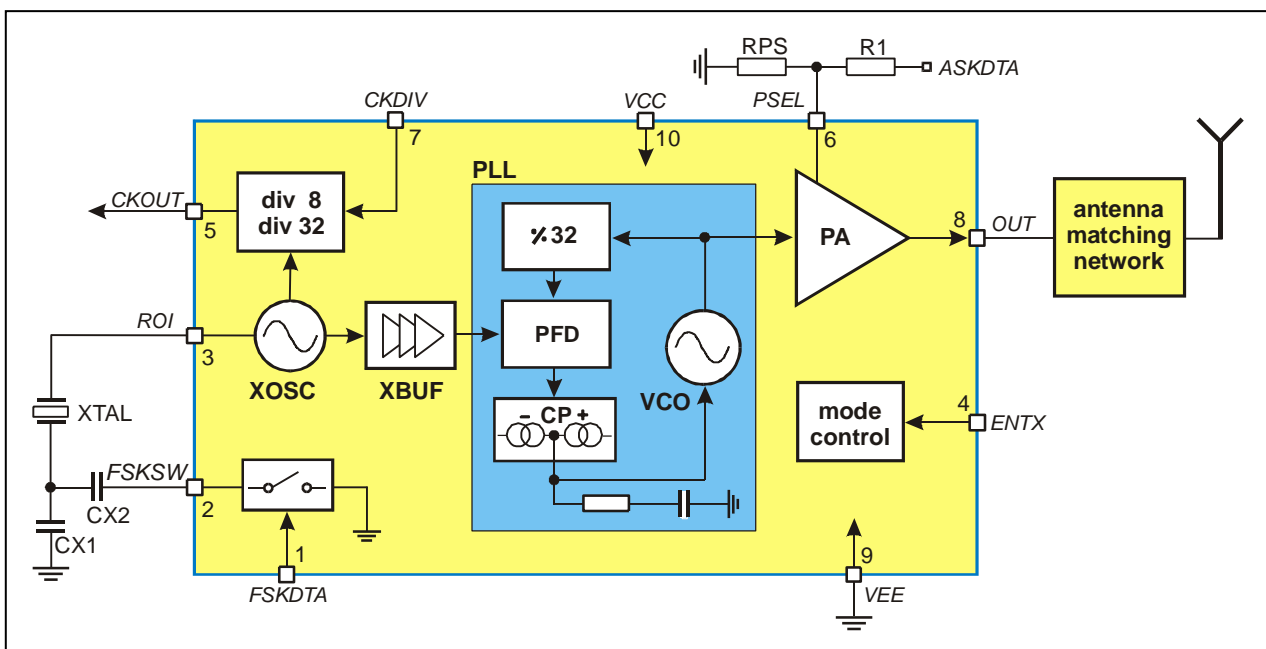 RPS
R1
ASKDTA
CKDIV
VCC
PSEL
7
10
6
PLL
CKOUT
div 8
div 32
5
٪32
PA
8
OUT
antenna
matching
network
ROI
3
XOSC
XBUF
PFD
VCO
XTAL
- CP +
mode
control
4
ENTX
FSKSW
2
CX2
CX1
1
9
FSKDTA
VEE